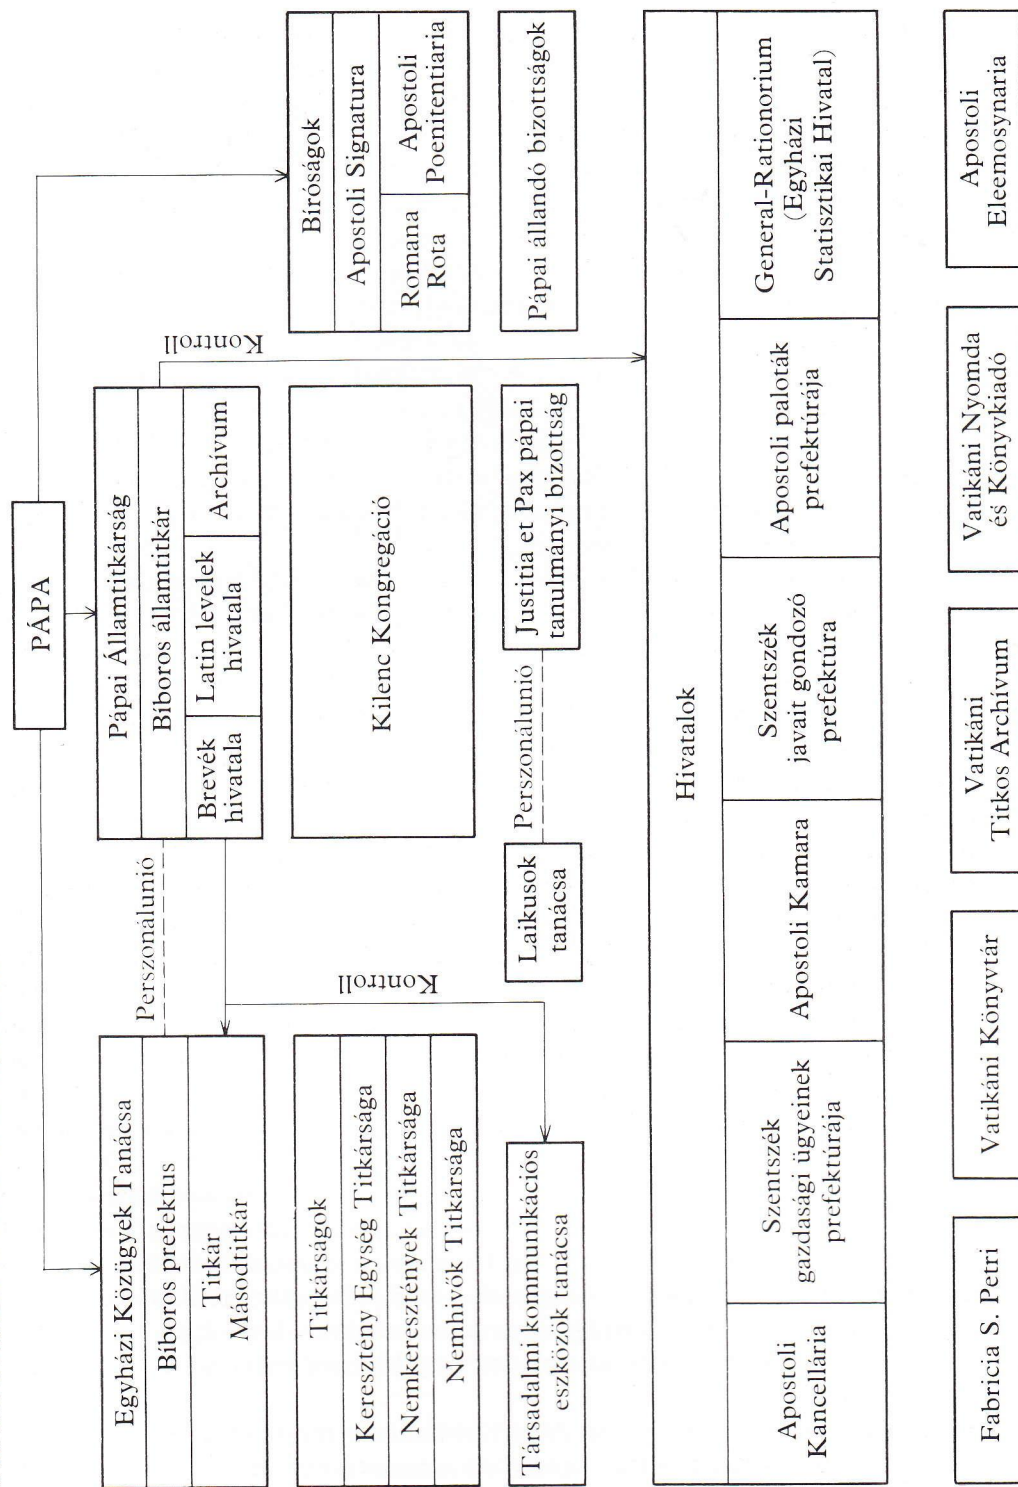 PÁPA
Egyházi Közügyek Tanácsa
Bíboros prefektus
Titkár
Másodtitkár
Perszonálunió
Pápai Államtitkárság
Bíboros államtitkár
Brevék
hivatala
Latin levelek
hivatala
Archívum
Kontroll
Bíróságok
Apostoli Signatura
Romana
Rota
Apostoli
Poenitentiaria
Titkárságok
Keresztény Egység Titkársága
Nemkeresztények Titkársága
Nemhivők Titkársága
Kontroll
Kilenc Kongregáció
Pápai állandó bizottságok
Társadalmi kommunikációs
eszközök tanácsa
Laikusok
tanácsa
Perszonálunió
Justitia et Pax pápai
tanulmányi bizottság
Hivatalok
Apostoli
Kancellária
Szentszék
gazdasági ügyeinek
prefektúrája
Apostoli Kamara
Szentszék
javait gondozó
prefektúra
Apostoli paloták
prefektúrája
General-Rationorium
(Egyházi
Statisztikai Hivatal)
Fabricia S. Petri
Vatikáni Könyvtár
Vatikáni
Titkos Archívum
Vatikáni Nyomda
és Könyvkiadó
Apostoli
Eleemosynaria